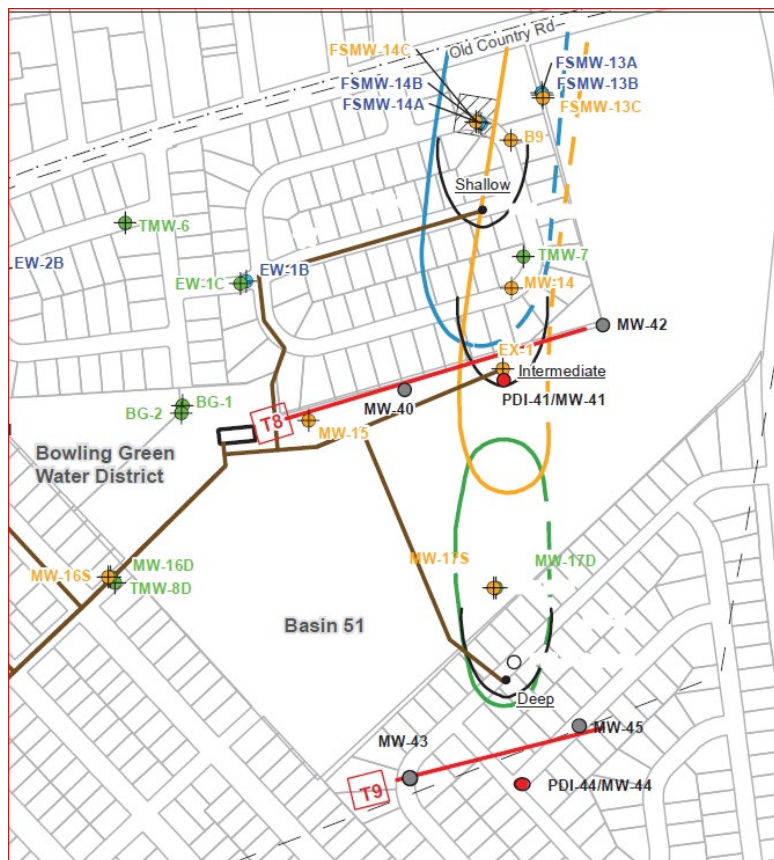 Old Country Rd
FSMW-14C
FSMW-14B
FSMW-14A
FSMW-13A
FSMW-13B
FSMW-13C
B9
Shallow
TMW-6
TMW-7
EW-2B
EW-1C
EW-1B
MW-14
MW-42
EX-1
Intermediate
MW-40
PDI-41/MW-41
BG-1
BG-2
T8
MW-15
Bowling Green
Water District
MW-16D
MW-16S
TMW-8D
MW-17S
MW-17D
Basin 51
Deep
MW-43
MW-45
T9
PDI-44/MW-44